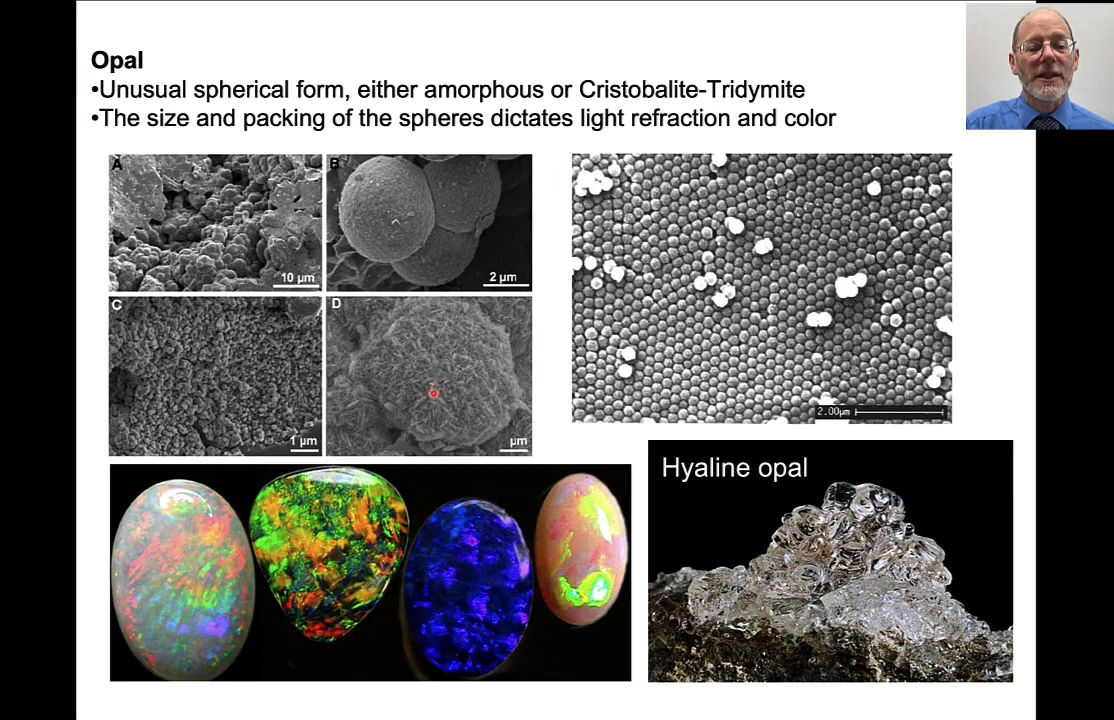 Opal
•Unusual spherical form, either amorphous or Cristobalite-Tridymite
•The size and packing of the spheres dictates light refraction and color
A
B
10 µm
2 µm
C
D
1 µm
µm
2.00µm
Hyaline opal